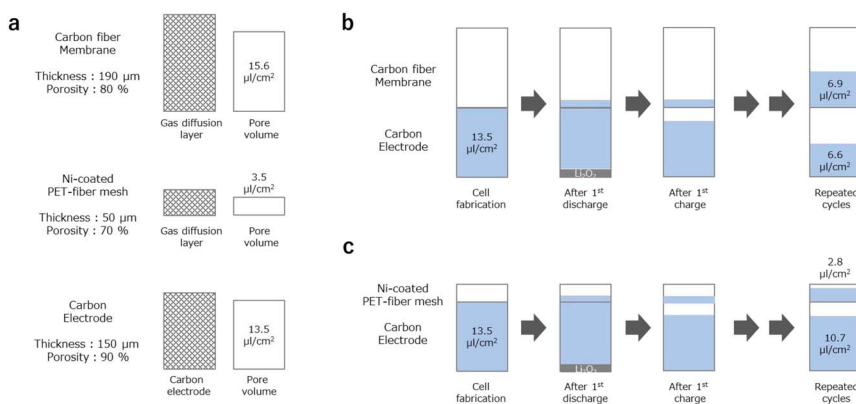 a
Carbon fiber
Membrane
Thickness : 190 μm
Porosity : 80 %
15.6
μl/cm²
Gas diffusion
layer
Pore
volume
Ni-coated
PET-fiber mesh
Thickness : 50 μm
Porosity : 70 %
3.5
μl/cm²
Gas diffusion
layer
Pore
volume
Carbon
Electrode
Thickness : 150 μm
Porosity : 90 %
13.5
μl/cm²
Carbon
electrode
Pore
volume
b
Carbon fiber
Membrane
Carbon
Electrode
13.5
μl/cm²
Li₂O₂
6.9
μl/cm²
6.6
μl/cm²
Cell
fabrication
After 1st
discharge
After 1st
charge
Repeated
cycles
c
Ni-coated
PET-fiber mesh
Carbon
Electrode
13.5
μl/cm²
Li₂O₂
2.8
μl/cm²
10.7
μl/cm²
Cell
fabrication
After 1st
discharge
After 1st
charge
Repeated
cycles